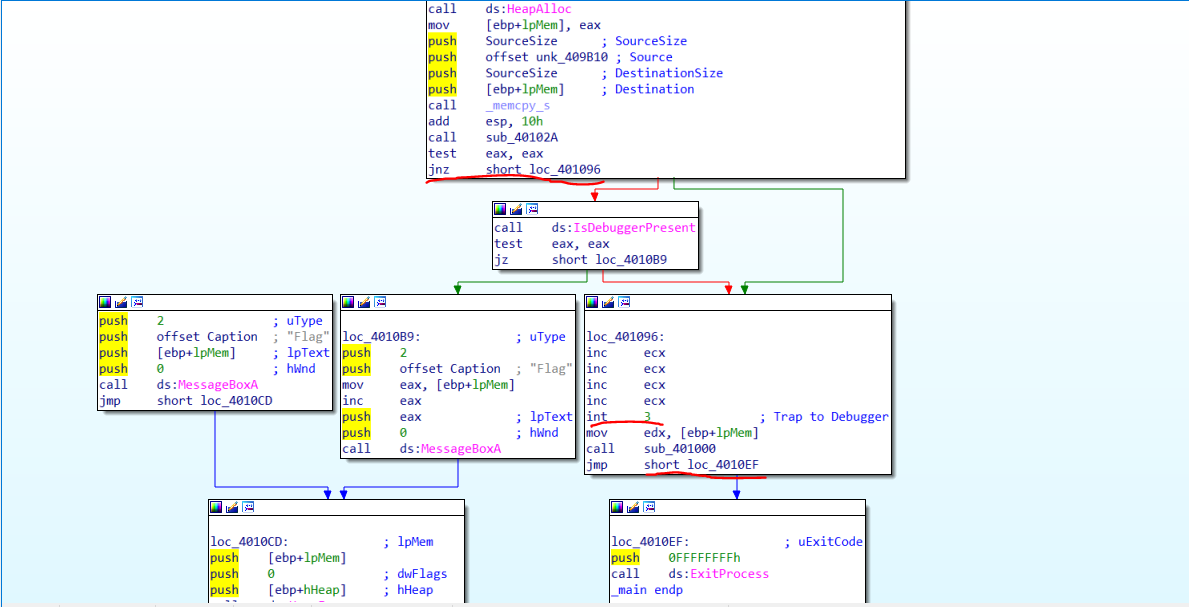 call ds:HeapAlloc
mov [ebp+lpMem], eax
push SourceSize ; SourceSize
push offset unk_409B10 ; Source
push SourceSize ; DestinationSize
push [ebp+lpMem] ; Destination
call _memcpy_s
add esp, 10h
call sub_40102A
test eax, eax
jnz short loc_401096
call ds:IsDebuggerPresent
test eax, eax
jz short loc_4010B9
push 2 ; uType
push offset Caption ; "Flag"
push [ebp+lpMem] ; lpText
push 0 ; hWnd
call ds:MessageBoxA
jmp short loc_4010CD
loc_4010B9: ; uType
push 2
push offset Caption ; "Flag"
mov eax, [ebp+lpMem]
inc eax
push eax ; lpText
push 0 ; hWnd
call ds:MessageBoxA
loc_401096:
inc ecx
inc ecx
inc ecx
inc ecx
int 3 ; Trap to Debugger
mov edx, [ebp+lpMem]
call sub_401000
jmp short loc_4010EF
loc_4010CD: ; lpMem
push [ebp+lpMem]
push 0 ; dwFlags
push [ebp+hHeap] ; hHeap
loc_4010EF: ; uExitCode
push 0FFFFFFFFh
call ds:ExitProcess
_main endp